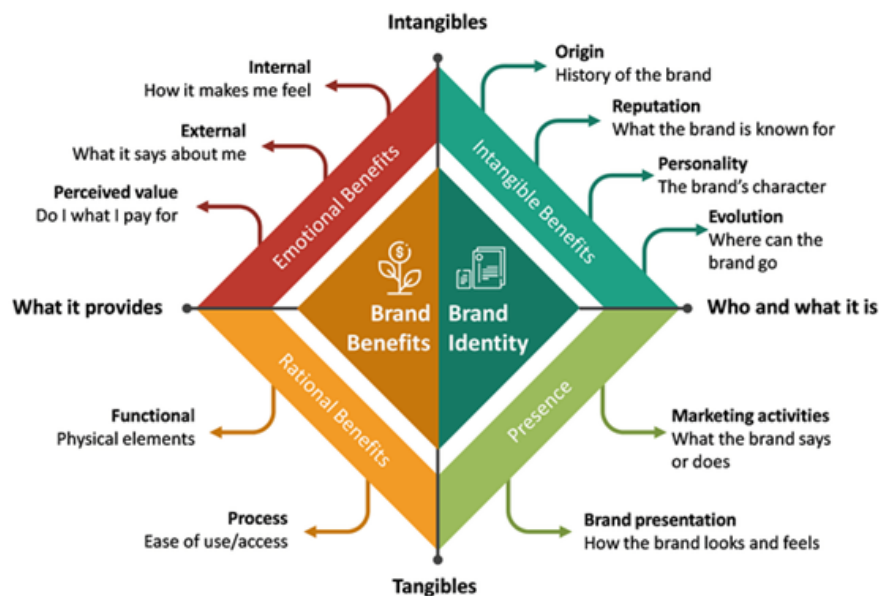 Intangibles
Internal
How it makes me feel
External
What it says about me
Perceived value
Do I what I pay for
Emotional Benefits
Origin
History of the brand
Reputation
What the brand is known for
Personality
The brand's character
Evolution
Where can the
brand go
Intangible Benefits
What it provides
Brand
Benefits
Brand
Identity
Who and what it is
Rational Benefits
Functional
Physical elements
Process
Ease of use/access
Presence
Marketing activities
What the brand says
or does
Brand presentation
How the brand looks and feels
Tangibles
$